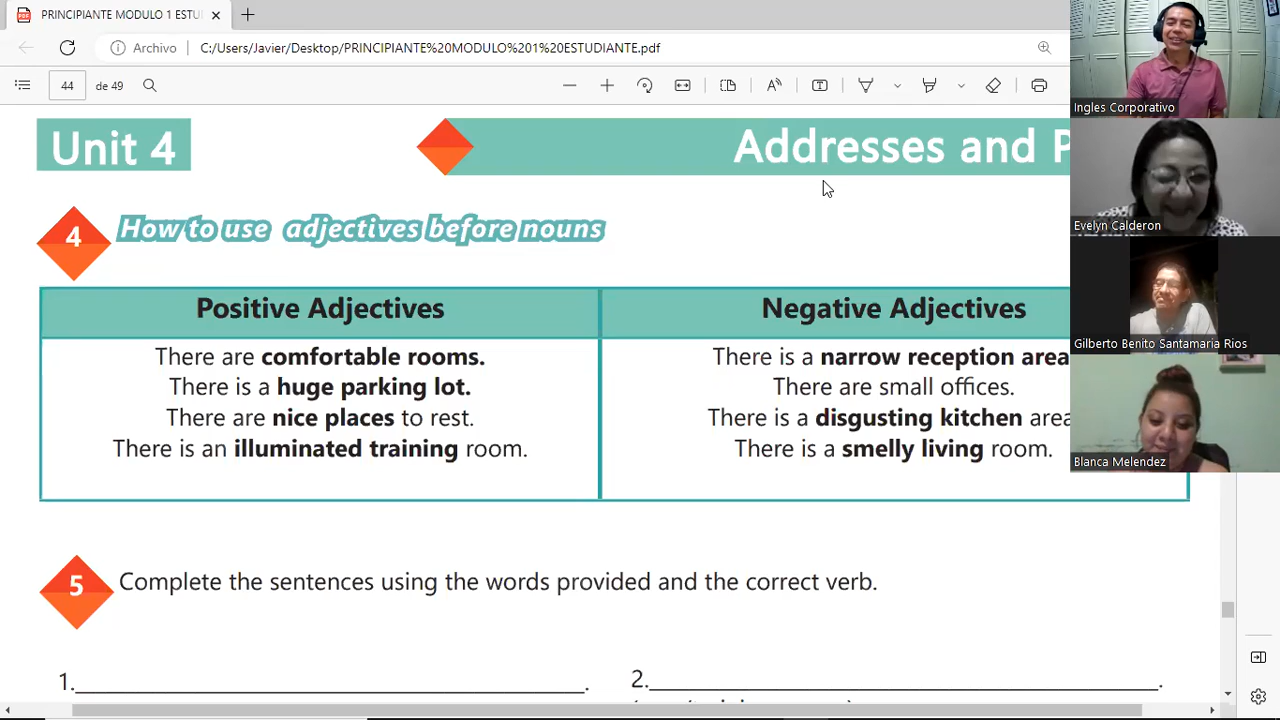 PRINCIPIANTE MODULO 1 ESTU
Archivo
C:/Users/Javier/Desktop/PRINCIPIANTE%20MODULO%201%20ESTUDIANTE.pdf
44
de 49
Unit 4
Addresses and P
4
How to use adjectives before nouns
Positive Adjectives
There are comfortable rooms.
There is a huge parking lot.
There are nice places to rest.
There is an illuminated training room.
Negative Adjectives
There is a narrow reception area
There are small offices.
There is a disgusting kitchen area
There is a smelly living room.
5
Complete the sentences using the words provided and the correct verb.
1.______________________________________.
2.______________________________________.
Ingles Corporativo
Evelyn Calderon
Gilberto Benito Santamaria Rios
Blanca Melendez